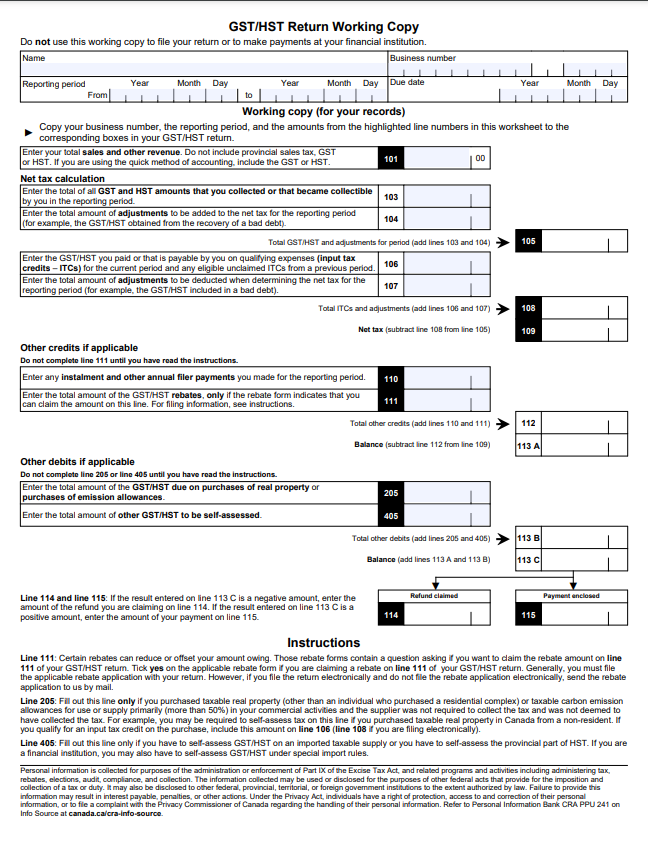 GST/HST Return Working Copy
Do not use this working copy to file your return or to make payments at your financial institution.
Name
Business number
Reporting period
Year Month Day
Year Month Day
Due date
Year Month Day
From
to
Working copy (for your records)
► Copy your business number, the reporting period, and the amounts from the highlighted line numbers in this worksheet to the
corresponding boxes in your GST/HST return.
Enter your total sales and other revenue. Do not include provincial sales tax, GST
or HST. If you are using the quick method of accounting, include the GST or HST.
101
00
Net tax calculation
Enter the total of all GST and HST amounts that you collected or that became collectible
by you in the reporting period.
103
Enter the total amount of adjustments to be added to the net tax for the reporting period
(for example, the GST/HST obtained from the recovery of a bad debt).
104
Total GST/HST and adjustments for period (add lines 103 and 104)
105
Enter the GST/HST you paid or that is payable by you on qualifying expenses (input tax
credits – ITCs) for the current period and any eligible unclaimed ITCs from a previous period.
106
Enter the total amount of adjustments to be deducted when determining the net tax for the
reporting period (for example, the GST/HST included in a bad debt).
107
Total ITCs and adjustments (add lines 106 and 107)
108
Net tax (subtract line 108 from line 105)
109
Other credits if applicable
Do not complete line 111 until you have read the instructions.
Enter any instalment and other annual filer payments you made for the reporting period.
110
Enter the total amount of the GST/HST rebates, only if the rebate form indicates that you
can claim the amount on this line. For filing information, see instructions.
111
Total other credits (add lines 110 and 111)
112
Balance (subtract line 112 from line 109)
113 A
Other debits if applicable
Do not complete line 205 or line 405 until you have read the instructions.
Enter the total amount of the GST/HST due on purchases of real property or
purchases of emission allowances.
205
Enter the total amount of other GST/HST to be self-assessed.
405
Total other debits (add lines 205 and 405)
113 B
Balance (add lines 113 A and 113 B)
113 C
Line 114 and line 115: If the result entered on line 113 C is a negative amount, enter the
amount of the refund you are claiming on line 114. If the result entered on line 113 C is a
positive amount, enter the amount of the payment on line 115.
Refund claimed
114
Payment enclosed
115
Instructions
Line 111: Certain rebates can reduce or offset your amount owing. Those rebate forms contain a question asking if you want to claim the rebate amount on line
111 of your GST/HST return. Tick yes on the applicable rebate form if you are claiming a rebate on line 111 of your GST/HST return. Generally, you must file
the applicable rebate application with your return. However, if you file the return electronically and do not file the rebate application electronically, send the rebate
application to us by mail.
Line 205: Fill out this line only if you purchased taxable real property (other than an individual who purchased a residential complex) or taxable carbon emission
allowances for use or supply primarily (more than 50%) in your commercial activities and the supplier was not required to collect the tax and was not deemed to
have collected the tax. For example, you may be required to self-assess tax on this line if you purchased taxable real property in Canada from a non-resident. If
you qualify for an input tax credit on the purchase, include this amount on line 106 (line 108 if you are filing electronically).
Line 405: Fill out this line only if you have to self-assess GST/HST on an imported taxable supply or you have to self-assess the provincial part of HST. If you are
a financial institution, you may also have to self-assess GST/HST under special import rules.
Personal information is collected for purposes of the administration or enforcement of Part IX of the Excise Tax Act, and related programs and activities including administering tax,
rebates, elections, audit, compliance, and collection. The information collected may be used or disclosed for the purposes of other federal acts that provide for the imposition and
collection of a tax or duty. It may also be disclosed to other federal, provincial, territorial, or foreign government institutions to the extent authorized by law. Failure to provide this
information may result in interest payable, penalties, or other actions. Under the Privacy Act, individuals have a right of protection, access to and correction of their personal
information, or to file a complaint with the Privacy Commissioner of Canada regarding the handling of their personal information. Refer to Personal Information Bank CRA PPU 241 on
Info Source at canada.ca/cra-info-source.